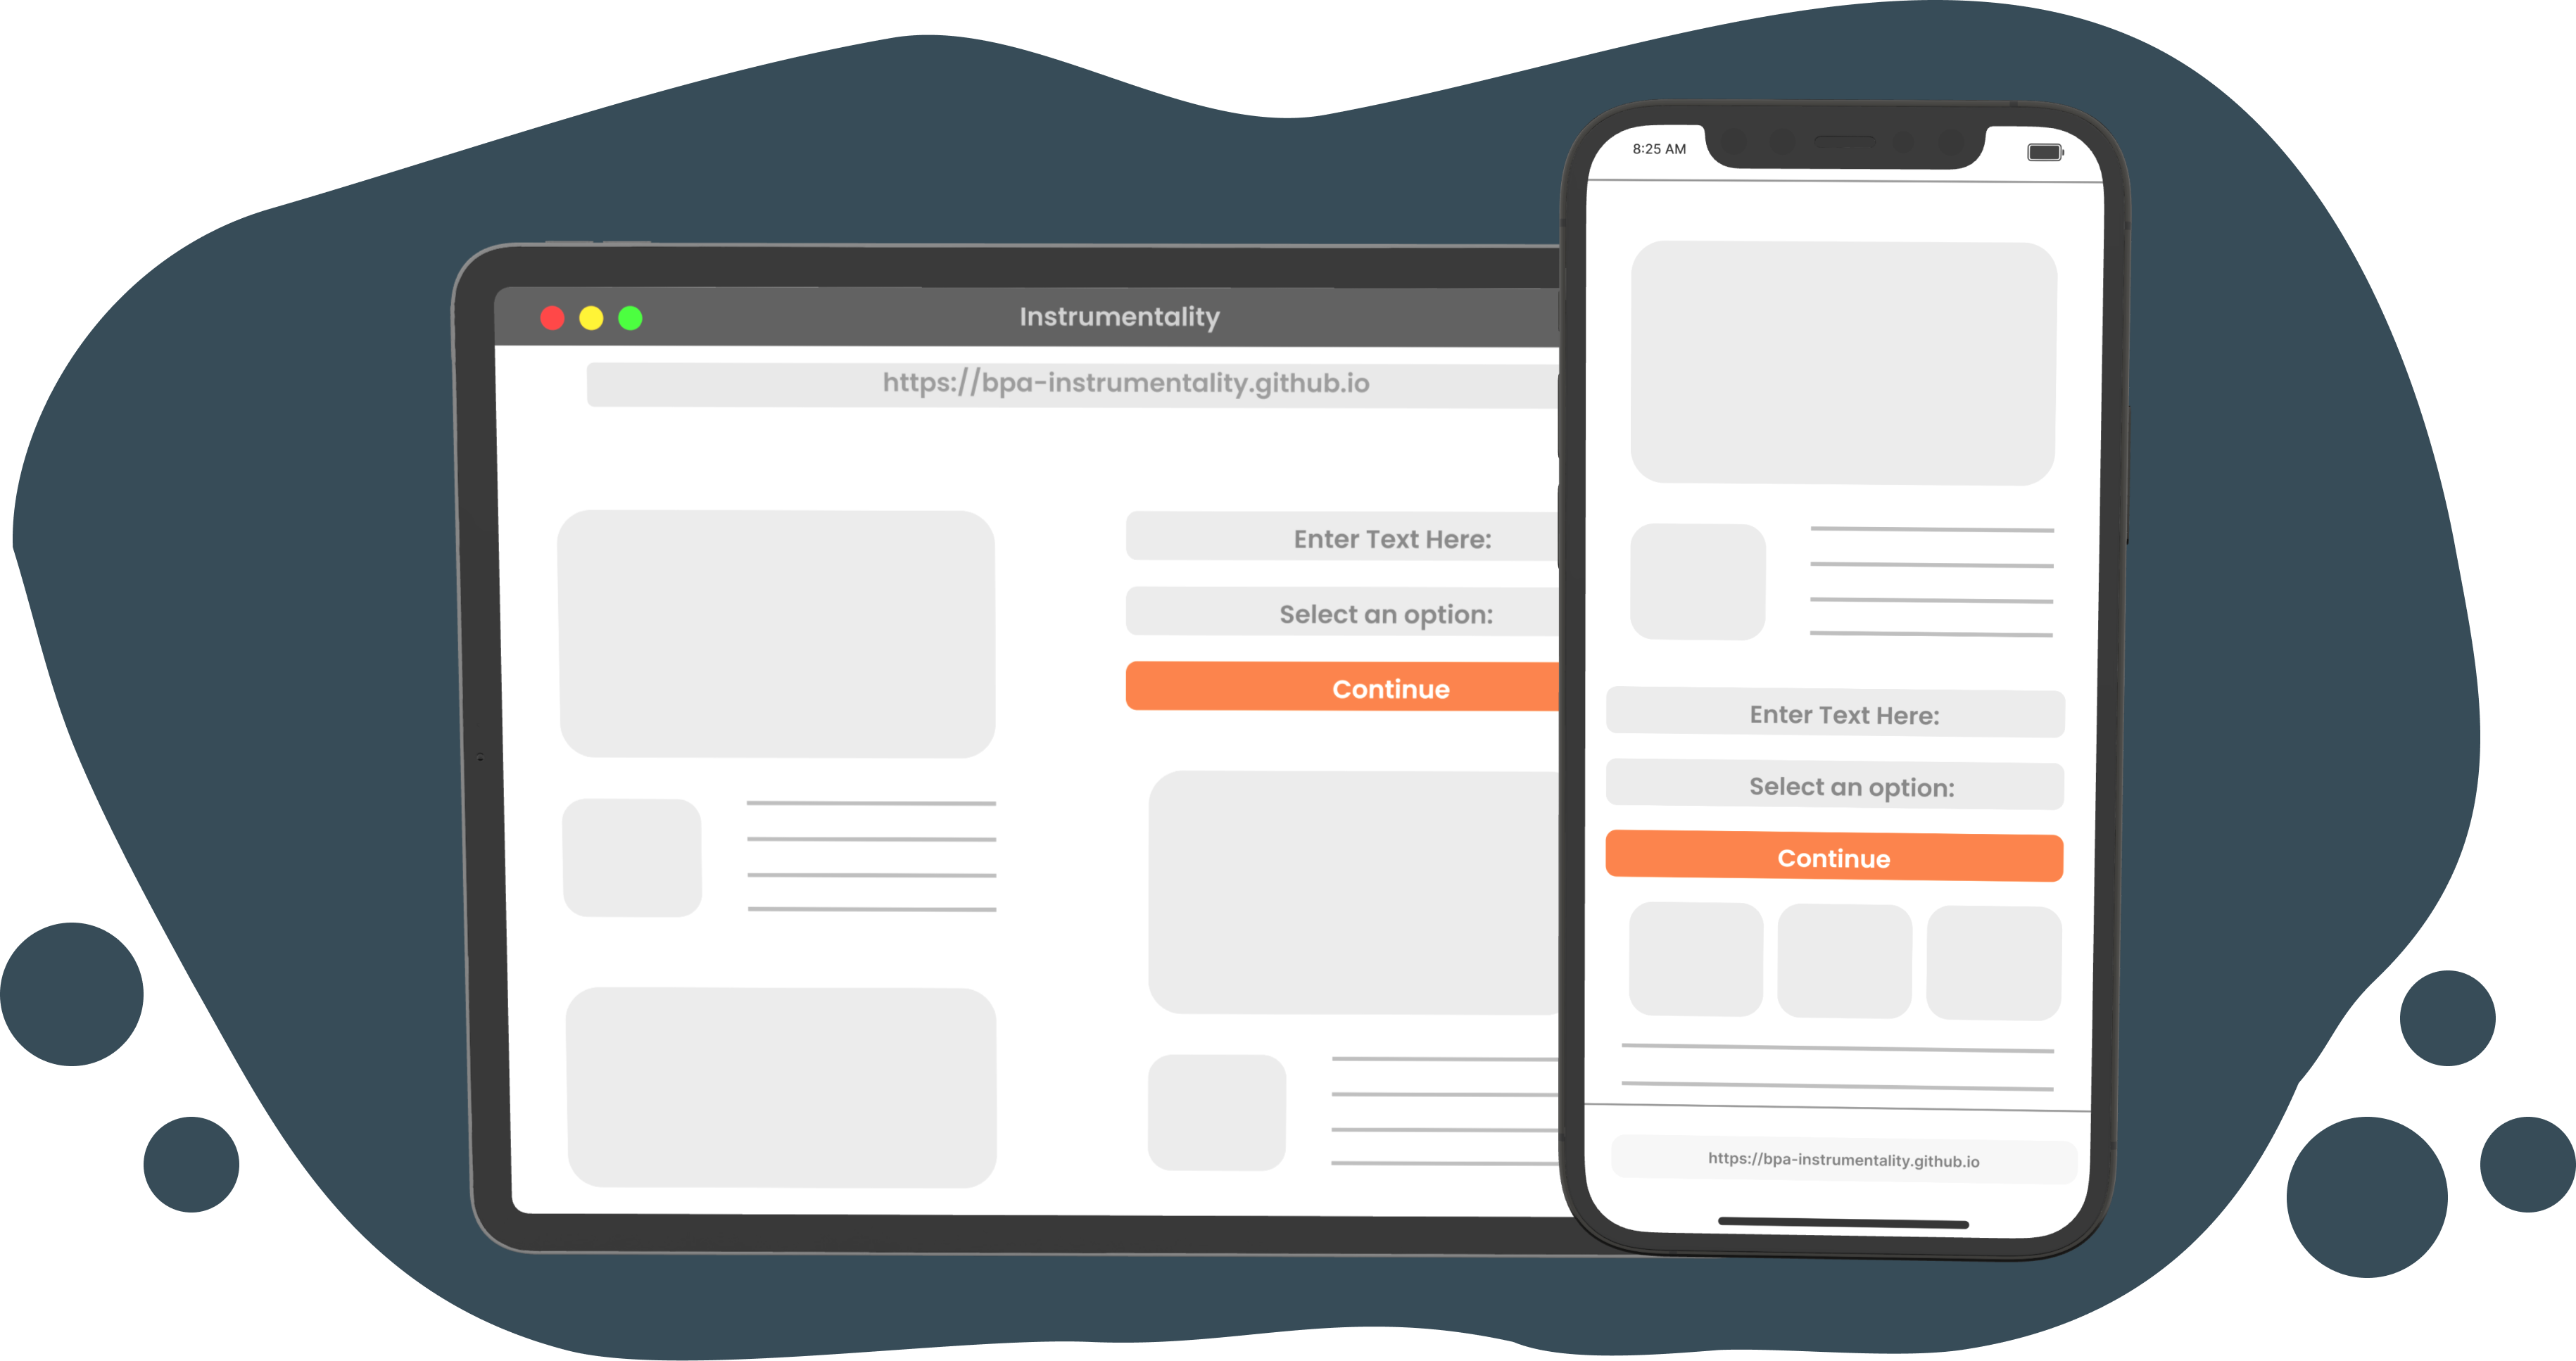 Instrumentality
https://bpa-instrumentality.github.io
Enter Text Here:
Select an option:
Continue
8:25 AM
Enter Text Here:
Select an option:
Continue
https://bpa-instrumentality.github.io